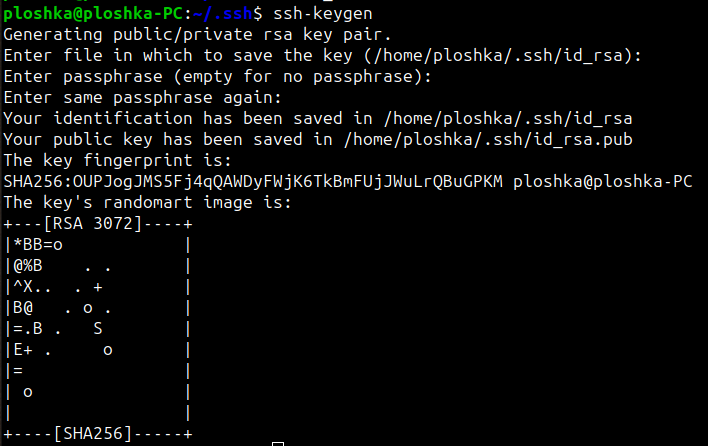 ploshka@ploshka-PC:~/.ssh$ ssh-keygen
Generating public/private rsa key pair.
Enter file in which to save the key (/home/ploshka/.ssh/id_rsa):
Enter passphrase (empty for no passphrase):
Enter same passphrase again:
Your identification has been saved in /home/ploshka/.ssh/id_rsa
Your public key has been saved in /home/ploshka/.ssh/id_rsa.pub
The key fingerprint is:
SHA256:OUPJogJMS5Fj4qQAWDyFWjK6TkBmFUjJWuLrQBuGPKM ploshka@ploshka-PC
The key's randomart image is:
+---[RSA 3072]----+
|*BB=o            |
|@%B    . .       |
|^X..  . +        |
|B@   . o .       |
|=.B .   S        |
|E+ .     o       |
|=                |
| o               |
|                 |
+----[SHA256]-----+